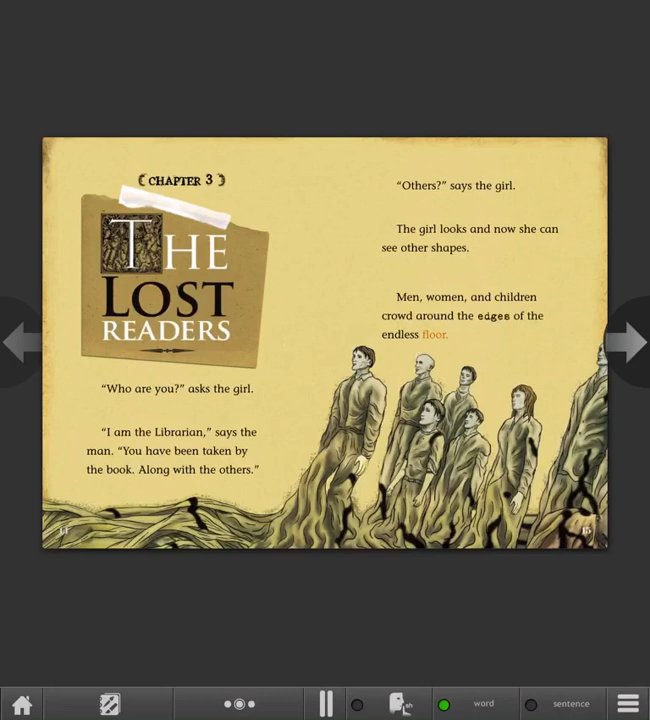 CHAPTER 3
THE
LOST
READERS
“Who are you?” asks the girl.
“I am the Librarian,” says the
man. “You have been taken by
the book. Along with the others.”
“Others?” says the girl.
The girl looks and now she can
see other shapes.
Men, women, and children
crowd around the edges of the
endless floor.
sh
word
sentence